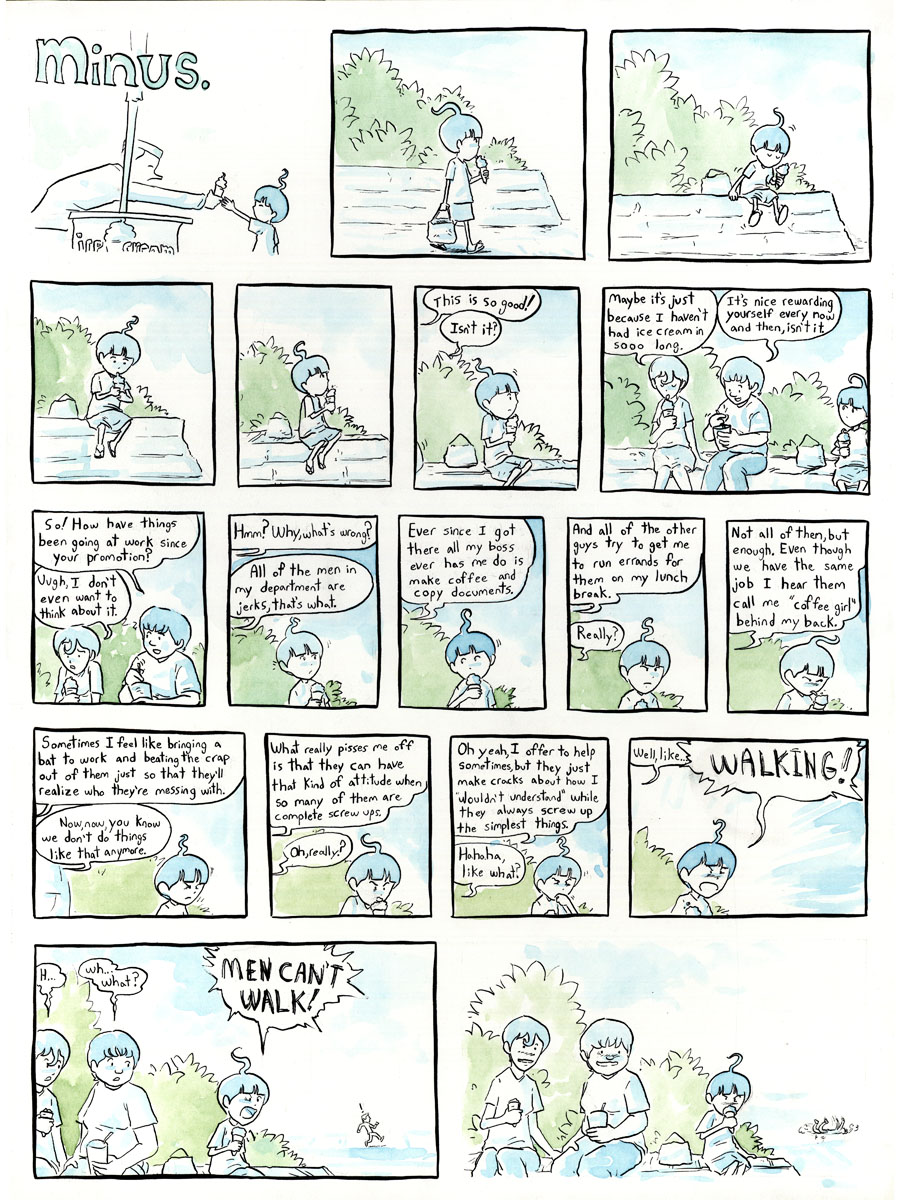 minus.
ice cream
This is so good!
Isn't it?
Maybe it's just
because I haven't
had ice cream in
sooo long.
It's nice rewarding
yourself every now
and then, isn't it
So! How have things
been going at work since
your promotion?
Uugh, I don't
even want to
think about it.
Hmm? Why, what's wrong?
All of the men in
my department are
jerks, that's what.
Ever since I got
there all my boss
ever has me do is
make coffee and
copy documents.
And all of the other
guys try to get me
to run errands for
them on my lunch
break.
Really?
Not all of them, but
enough. Even though
we have the same
job I hear them
call me "coffee girl"
behind my back.
Sometimes I feel like bringing a
bat to work and beating the crap
out of them just so that they'll
realize who they're messing with.
Now, now, you know
we don't do things
like that anymore.
What really pisses me off
is that they can have
that kind of attitude when
so many of them are
complete screw ups.
Oh, really?
Oh yeah, I offer to help
sometimes, but they just
make cracks about how I
"wouldn't understand" while
they always screw up
the simplest things.
Hahaha,
like what?
Well, like..
WALKING!
H...
wh...
what?
MEN CAN'T
WALK!